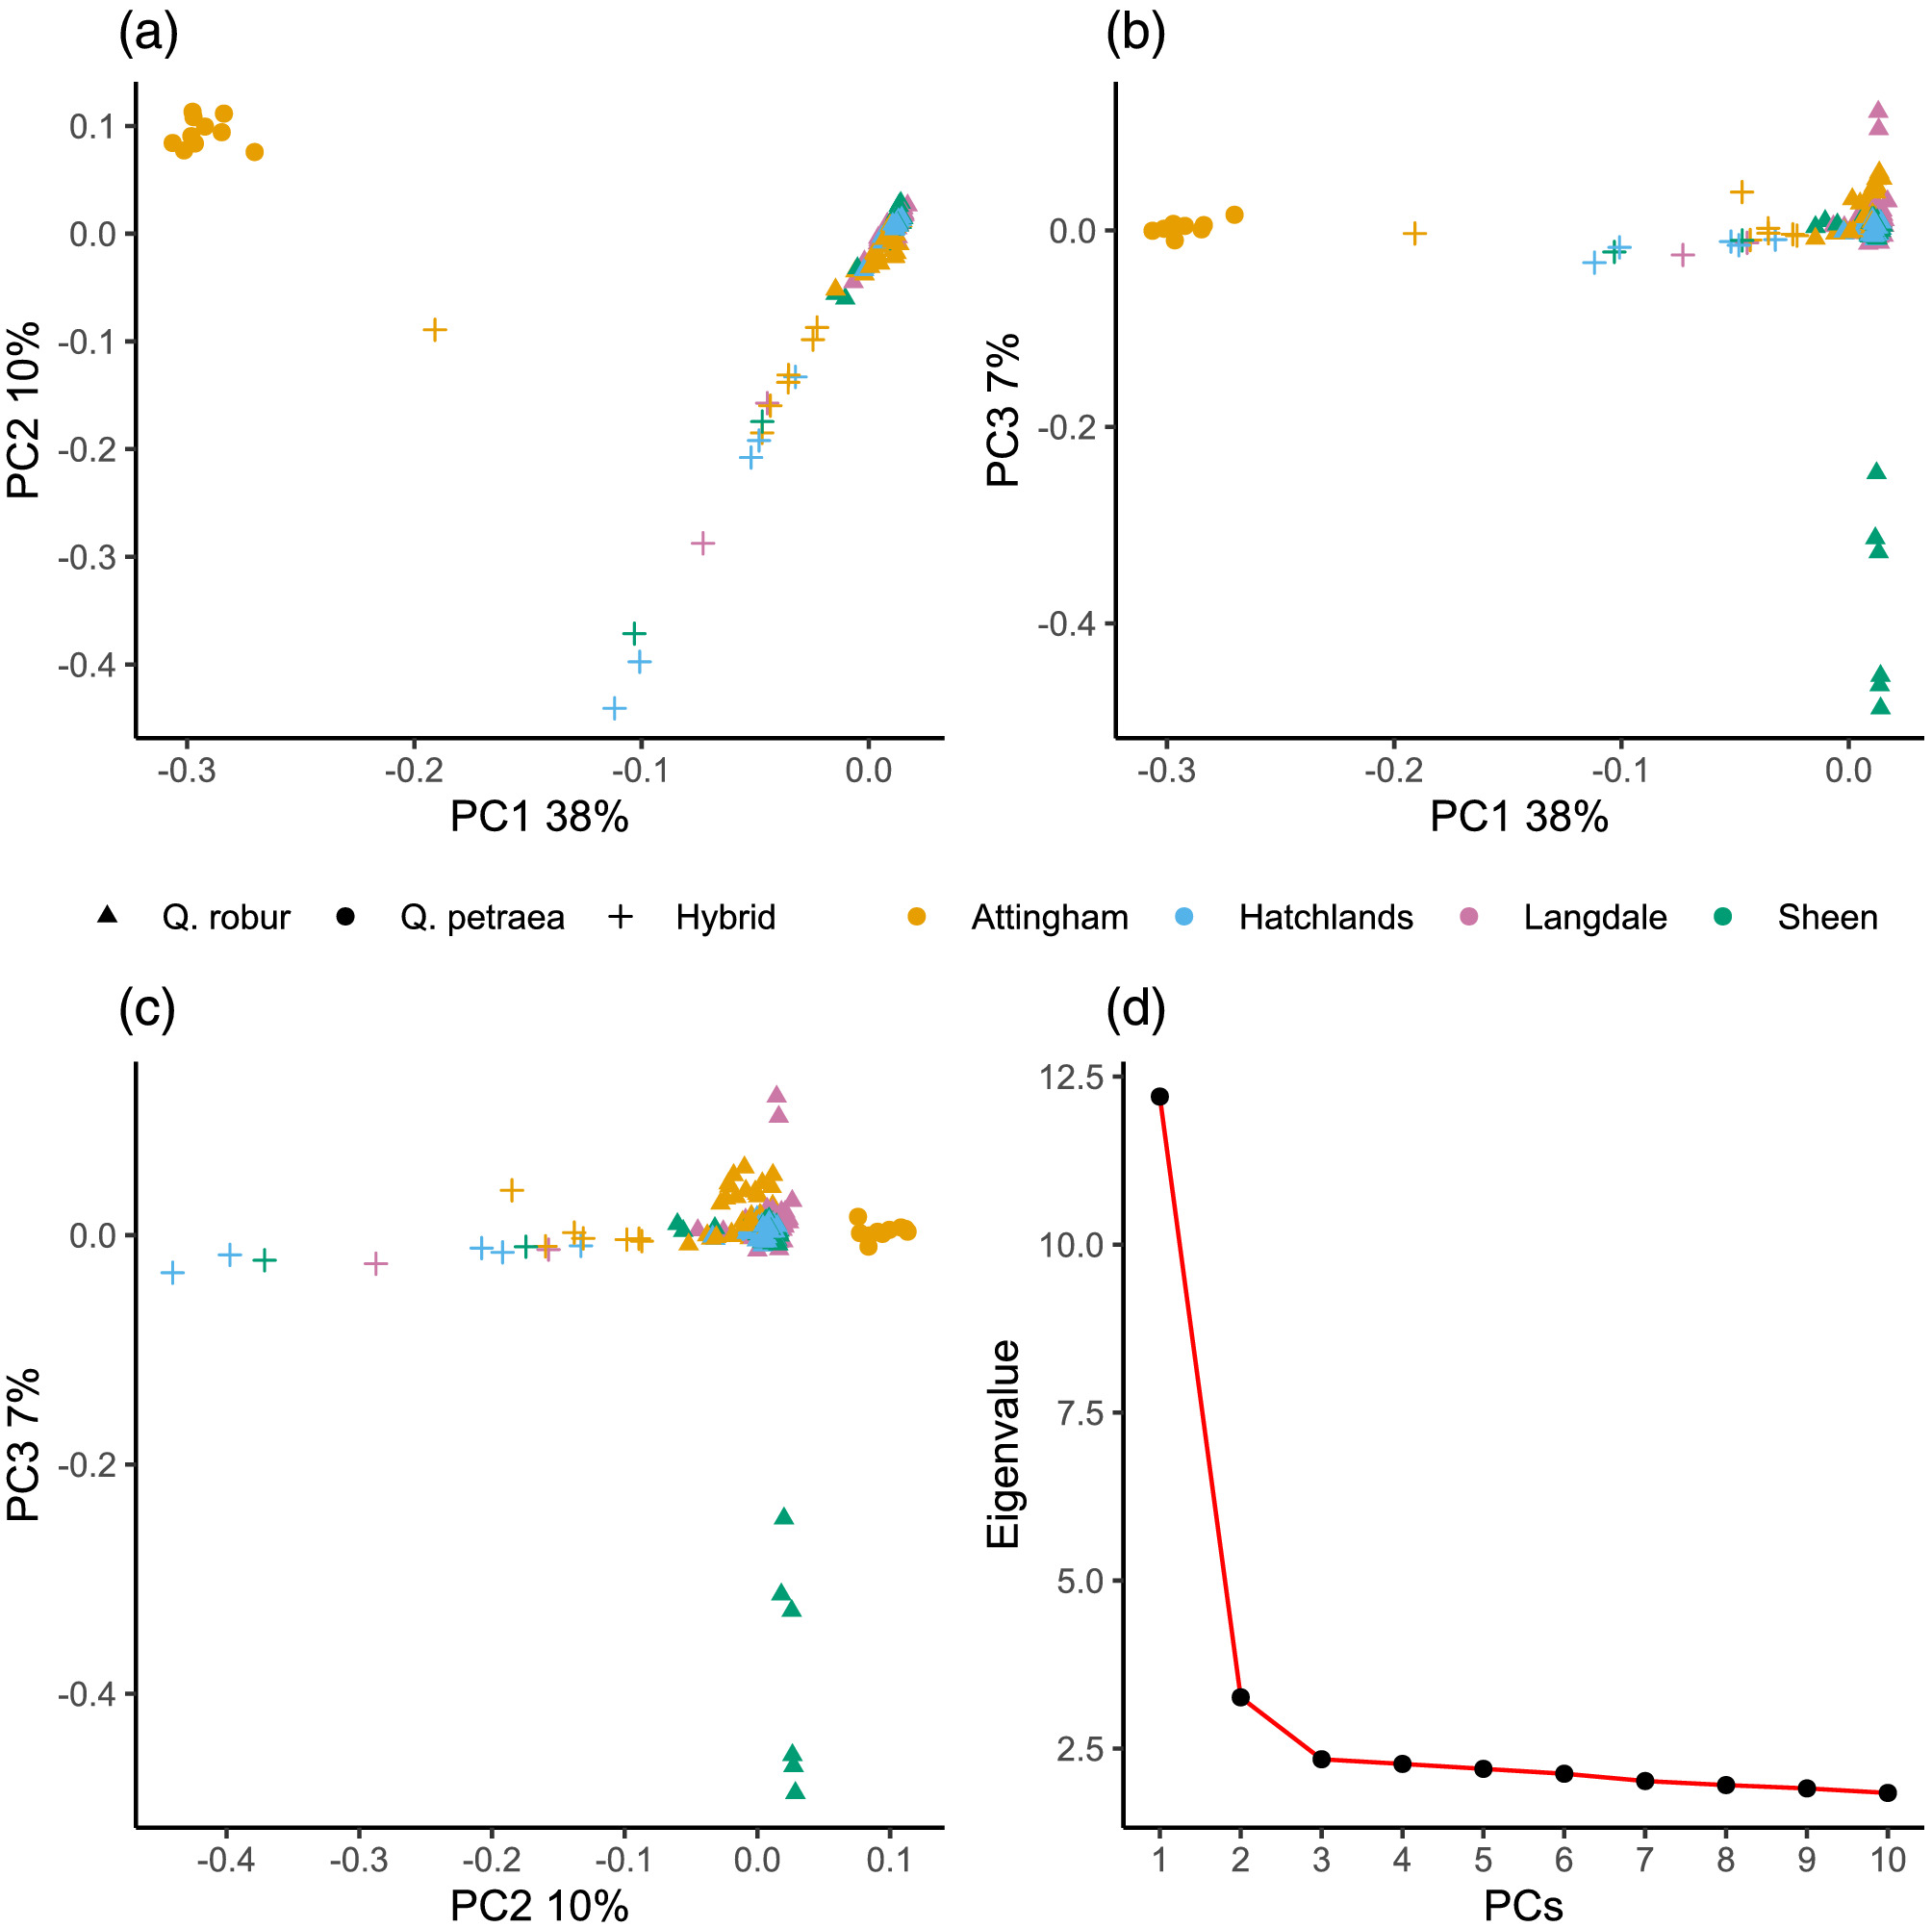 (a)
0.1
0.0
-0.1
-0.2
-0.3
-0.4
PC2 10%
-0.3 -0.2 -0.1 0.0
PC1 38%
(b)
0.0
-0.2
-0.4
PC3 7%
-0.3 -0.2 -0.1 0.0
PC1 38%
Q. robur Q. petraea Hybrid Attingham Hatchlands Langdale Sheen
(c)
0.0
-0.2
-0.4
PC3 7%
-0.4 -0.3 -0.2 -0.1 0.0 0.1
PC2 10%
(d)
12.5
10.0
7.5
5.0
2.5
Eigenvalue
1 2 3 4 5 6 7 8 9 10
PCs